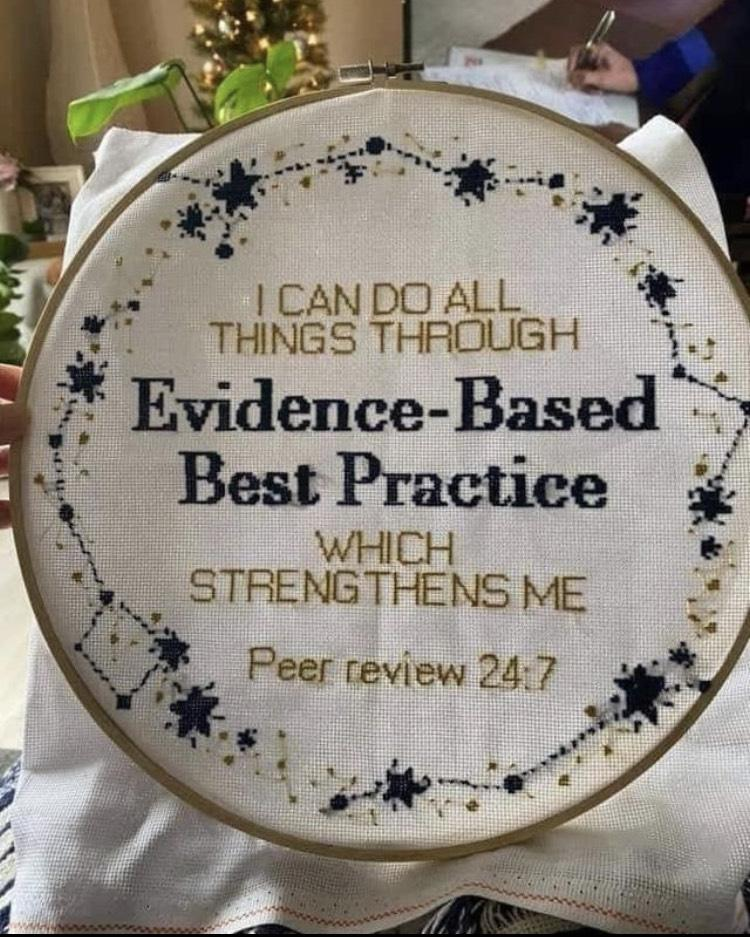 I CAN DO ALL
THINGS THROUGH
Evidence-Based
Best Practice
WHICH
STRENGTHENS ME
Peer review 24:7